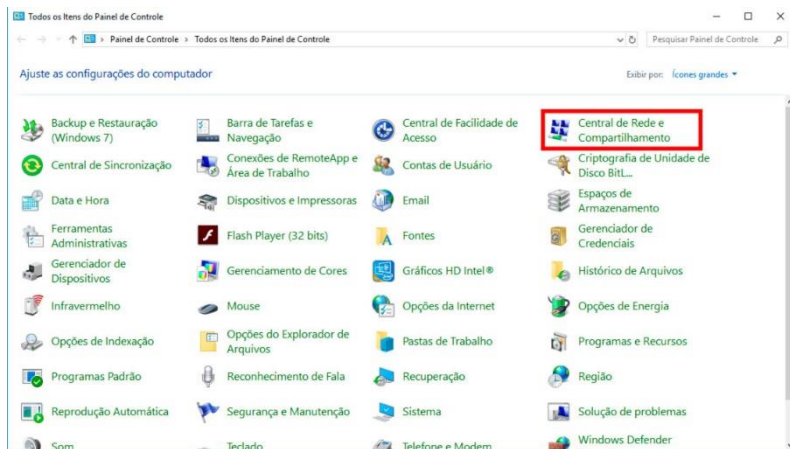 Todos os Itens do Painel de Controle
Painel de Controle > Todos os Itens do Painel de Controle
Pesquisar Painel de Controle
Ajuste as configurações do computador
Exibir por: Ícones grandes
Backup e Restauração
(Windows 7)
Barra de Tarefas e
Navegação
Central de Facilidade de
Acesso
Central de Rede e
Compartilhamento
Central de Sincronização
Conexões de RemoteApp e
Área de Trabalho
Contas de Usuário
Criptografia de Unidade de
Disco BitL...
Data e Hora
Dispositivos e Impressoras
Email
Espaços de
Armazenamento
Ferramentas
Administrativas
Flash Player (32 bits)
Fontes
Gerenciador de
Credenciais
Gerenciador de
Dispositivos
Gerenciamento de Cores
Gráficos HD Intel®
Histórico de Arquivos
Infravermelho
Mouse
Opções da Internet
Opções de Energia
Opções de Indexação
Opções do Explorador de
Arquivos
Pastas de Trabalho
Programas e Recursos
Programas Padrão
Reconhecimento de Fala
Recuperação
Região
Reprodução Automática
Segurança e Manutenção
Sistema
Solução de problemas
Som
Teclado
Telefone e Modem
Windows Defender